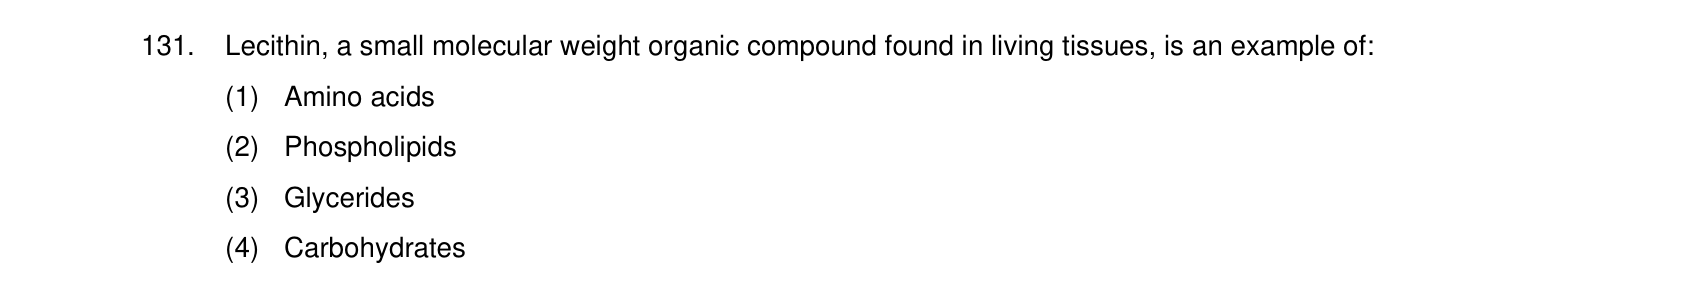 131. Lecithin, a small molecular weight organic compound found in living tissues, is an example of:
(1) Amino acids
(2) Phospholipids
(3) Glycerides
(4) Carbohydrates